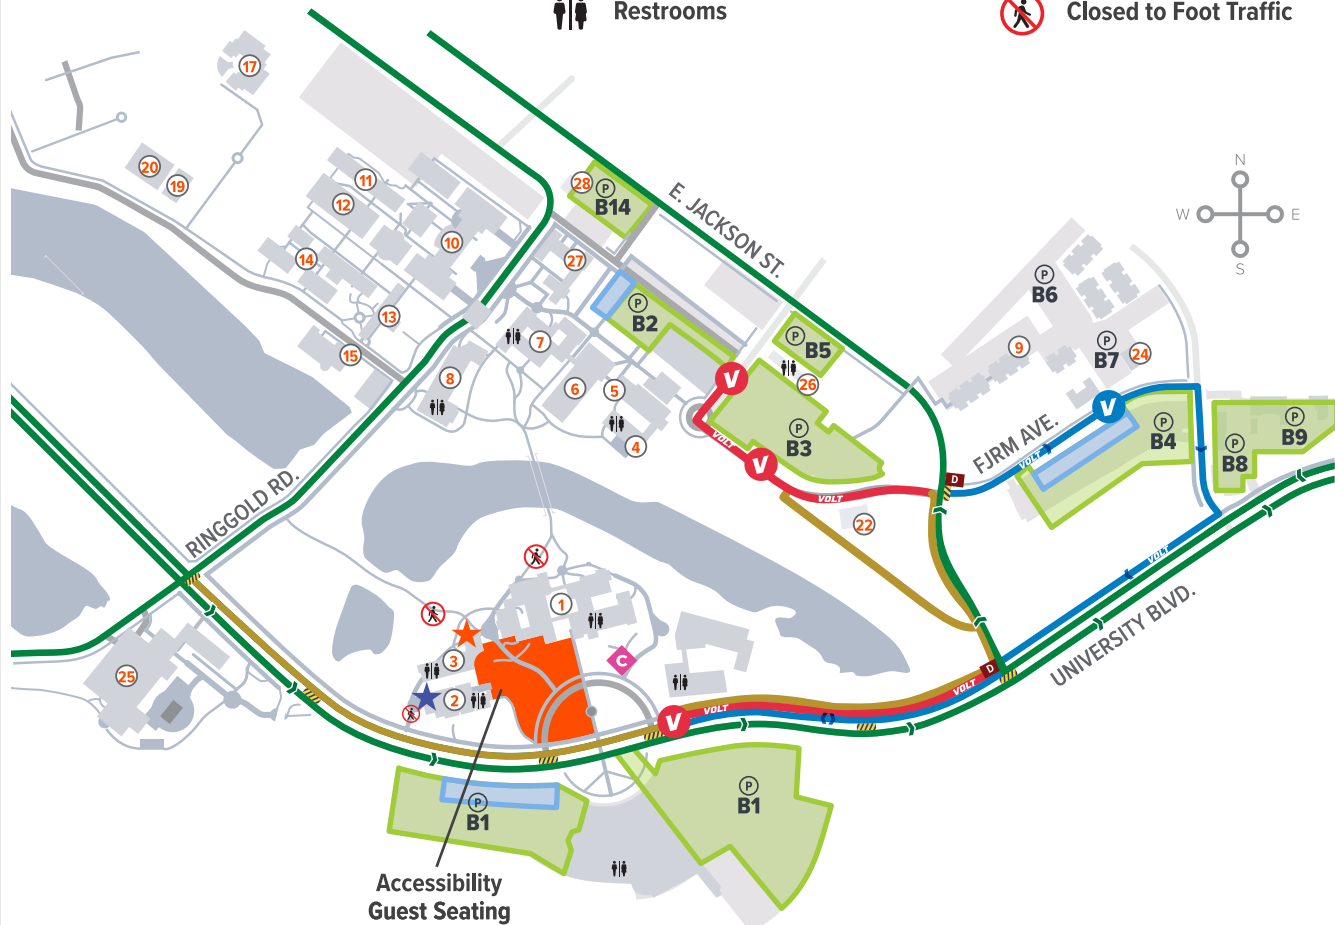 Restrooms
Closed to Foot Traffic
17
N
W
E
S
20
19
11
12
28
P
B14
E. JACKSON ST.
10
14
27
13
P
B2
P
B6
7
P
B5
9
P
B7
24
15
8
6
5
V
26
V
4
VOLT
P
B3
P
B4
P
B9
P
B8
FJRM AVE.
VOLT
V
D
VOLT
22
RINGGOLD RD.
VOLT
1
UNIVERSITY BLVD.
3
C
25
2
D
VOLT
VOLT
V
P
B1
P
B1
Accessibility
Guest Seating